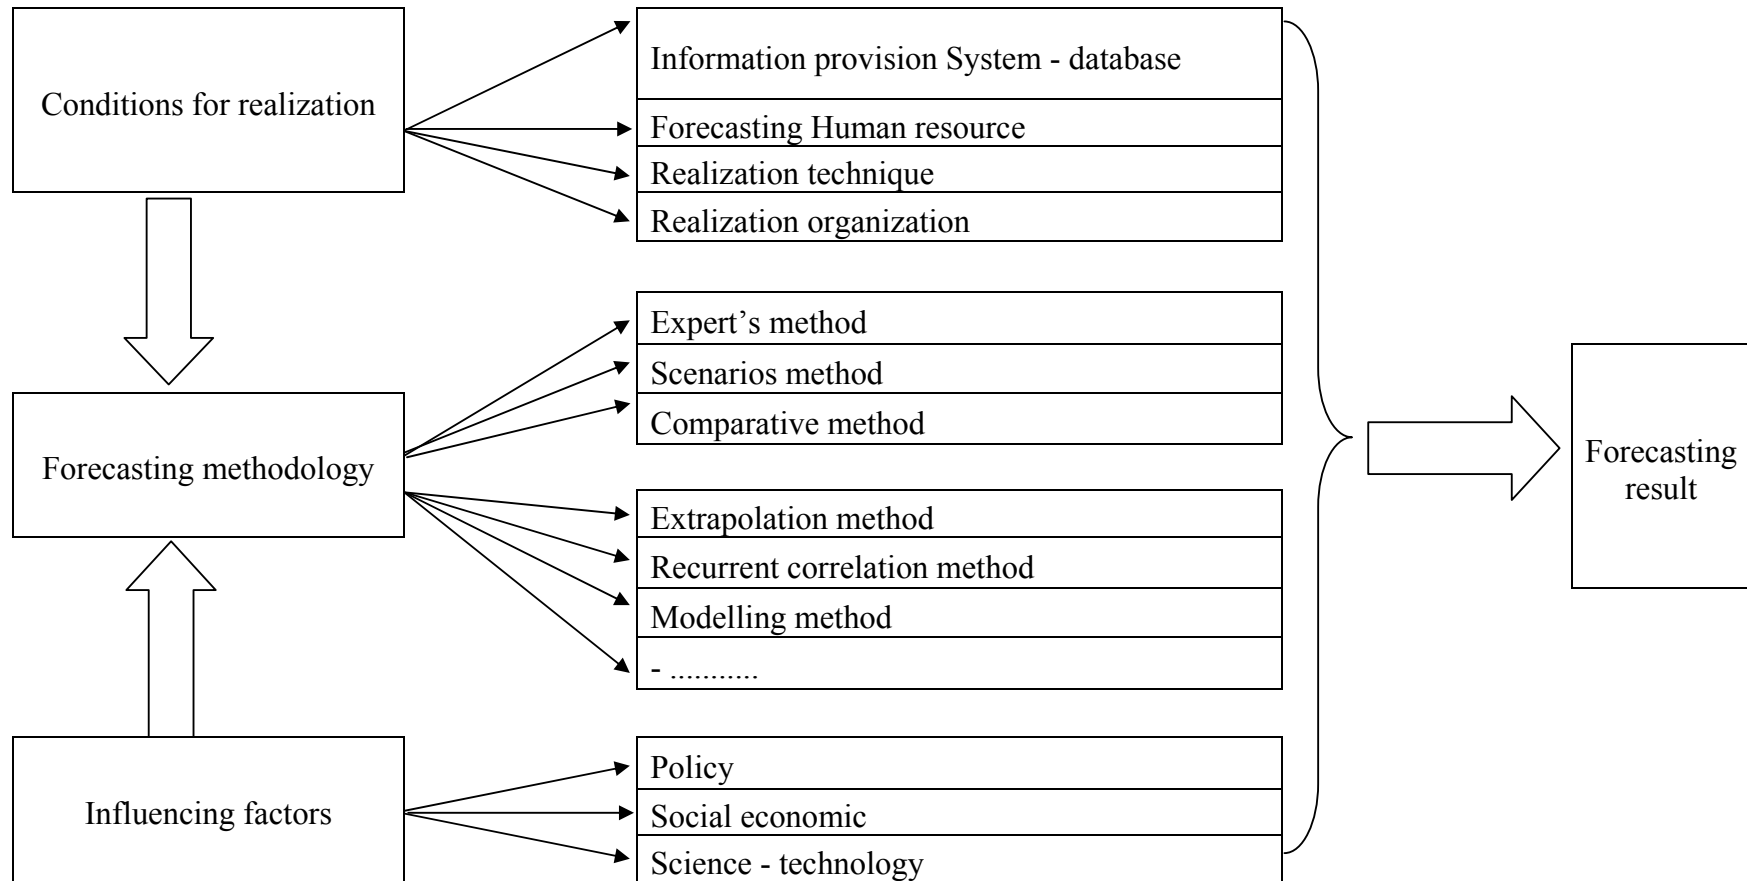 Conditions for realization
Information provision System - database
Forecasting Human resource
Realization technique
Realization organization
Forecasting methodology
Expert’s method
Scenarios method
Comparative method
Extrapolation method
Recurrent correlation method
Modelling method
- ...........
Influencing factors
Policy
Social economic
Science - technology
Forecasting
result